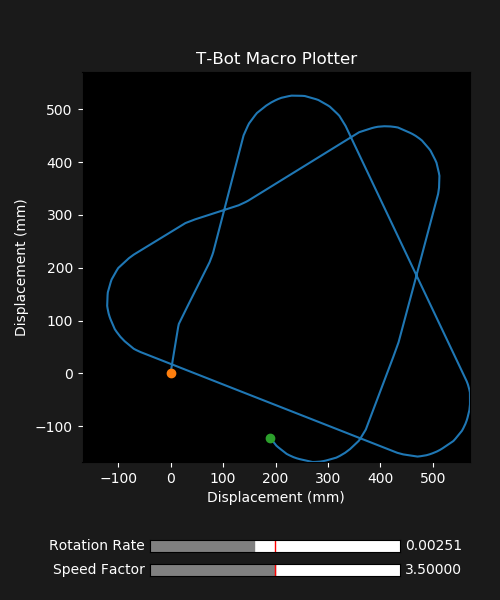 T-Bot Macro Plotter
500
400
300
200
100
0
−100
Displacement (mm)
−100 0 100 200 300 400 500
Displacement (mm)
Rotation Rate 0.00251
Speed Factor 3.50000